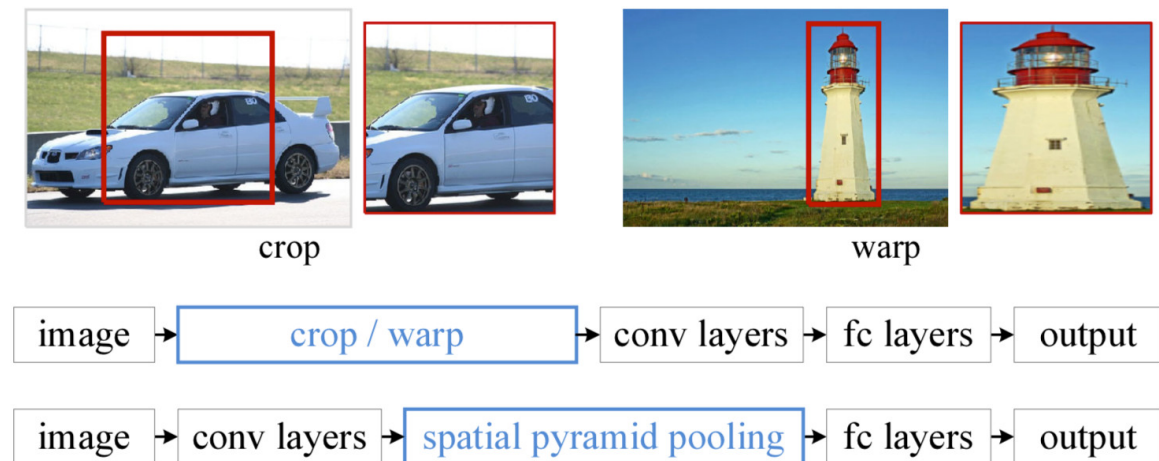 crop
warp
image
crop / warp
conv layers
fc layers
output
image
conv layers
spatial pyramid pooling
fc layers
output